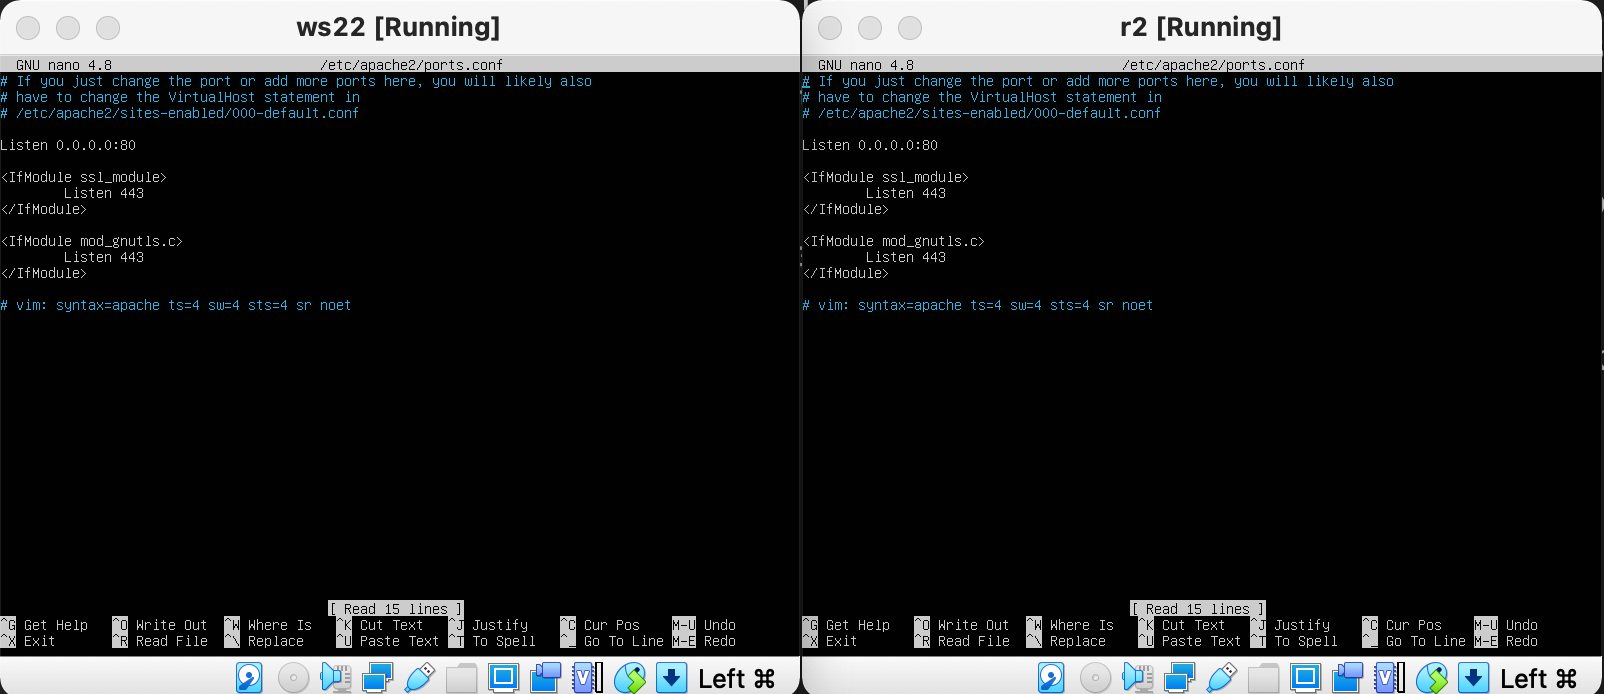 ws22 [Running]
GNU nano 4.8 /etc/apache2/ports.conf
# If you just change the port or add more ports here, you will likely also
# have to change the VirtualHost statement in
# /etc/apache2/sites-enabled/000-default.conf
Listen 0.0.0.0:80
<IfModule ssl_module>
Listen 443
</IfModule>
<IfModule mod_gnutls.c>
Listen 443
</IfModule>
# vim: syntax=apache ts=4 sw=4 sts=4 sr noet
[ Read 15 lines ]
^G Get Help ^O Write Out ^W Where Is ^K Cut Text ^J Justify ^C Cur Pos M-U Undo
^X Exit ^R Read File ^\ Replace ^U Paste Text ^T To Spell ^_ Go To Line M-E Redo
Left ⌘
r2 [Running]
GNU nano 4.8 /etc/apache2/ports.conf
# If you just change the port or add more ports here, you will likely also
# have to change the VirtualHost statement in
# /etc/apache2/sites-enabled/000-default.conf
Listen 0.0.0.0:80
<IfModule ssl_module>
Listen 443
</IfModule>
<IfModule mod_gnutls.c>
Listen 443
</IfModule>
# vim: syntax=apache ts=4 sw=4 sts=4 sr noet
[ Read 15 lines ]
^G Get Help ^O Write Out ^W Where Is ^K Cut Text ^J Justify ^C Cur Pos M-U Undo
^X Exit ^R Read File ^\ Replace ^U Paste Text ^T To Spell ^_ Go To Line M-E Redo
Left ⌘